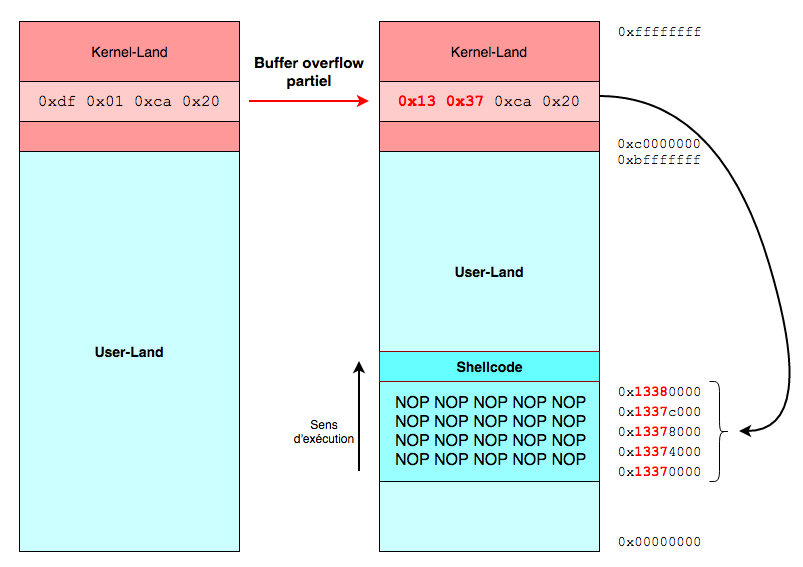 Kernel-Land
0xdf 0x01 0xca 0x20
User-Land
Buffer overflow
partiel
Kernel-Land
0x13 0x37 0xca 0x20
User-Land
Shellcode
NOP NOP NOP NOP NOP
NOP NOP NOP NOP NOP
NOP NOP NOP NOP NOP
NOP NOP NOP NOP NOP
Sens
d'exécution
0xffffffff
0xc0000000
0xbfffffff
0x13380000
0x1337c000
0x13378000
0x13374000
0x13370000
0x00000000